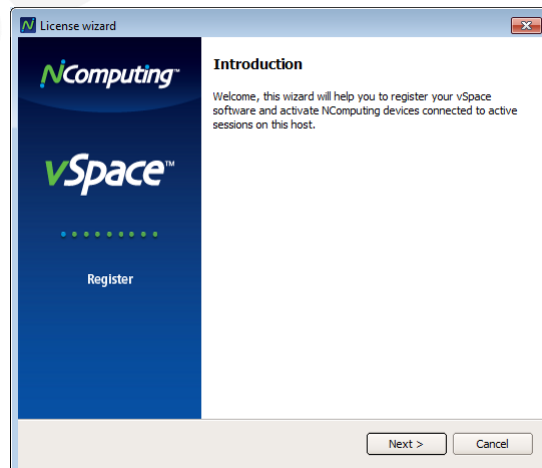 License wizard
NComputing™
vSpace™
Register
Introduction
Welcome, this wizard will help you to register your vSpace
software and activate NComputing devices connected to active
sessions on this host.
Next >
Cancel